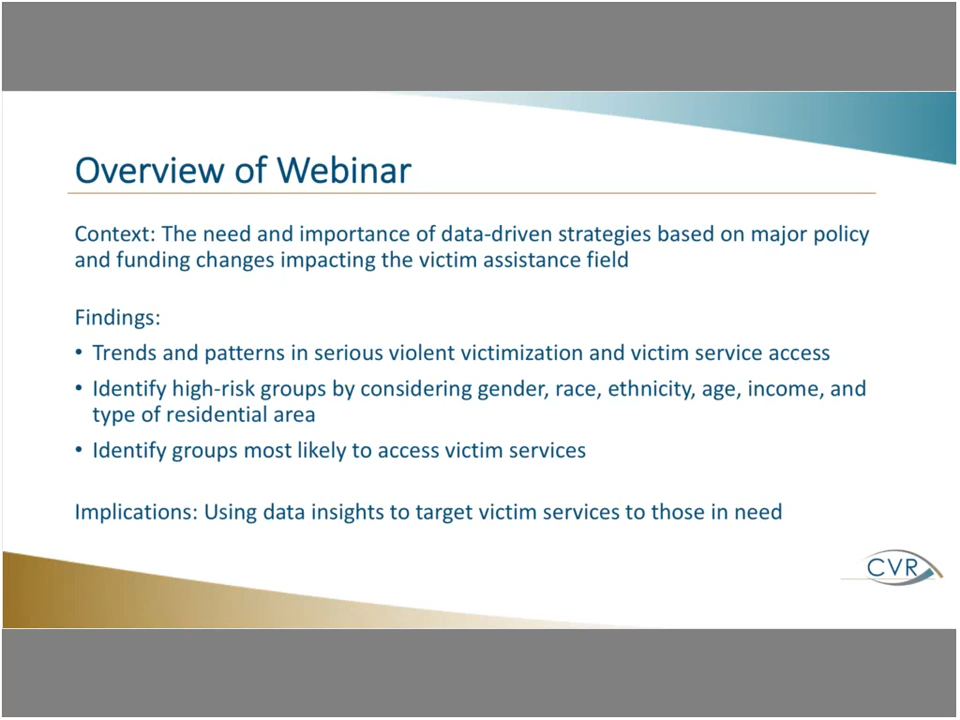 Overview of Webinar
Context: The need and importance of data-driven strategies based on major policy
and funding changes impacting the victim assistance field
Findings:
• Trends and patterns in serious violent victimization and victim service access
• Identify high-risk groups by considering gender, race, ethnicity, age, income, and
type of residential area
• Identify groups most likely to access victim services
Implications: Using data insights to target victim services to those in need
CVR